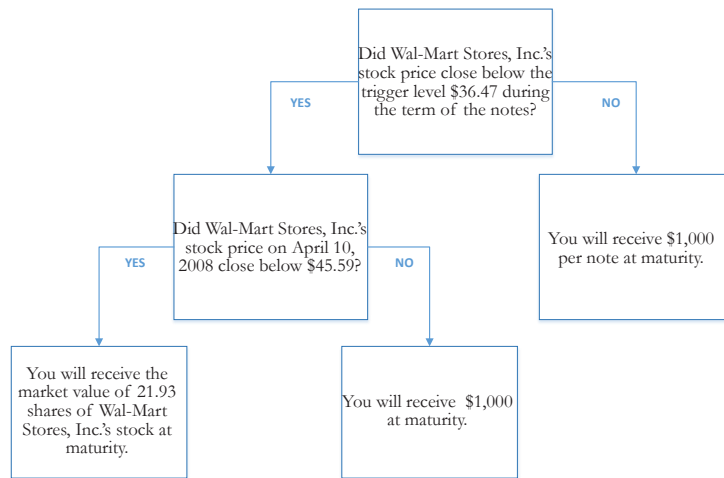 Did Wal-Mart Stores, Inc.'s
stock price close below the
trigger level $36.47 during
the term of the notes?
YES
NO
Did Wal-Mart Stores, Inc.'s
stock price on April 10,
2008 close below $45.59?
You will receive $1,000
per note at maturity.
YES
NO
You will receive the
market value of 21.93
shares of Wal-Mart
Stores, Inc.'s stock at
maturity.
You will receive $1,000
at maturity.